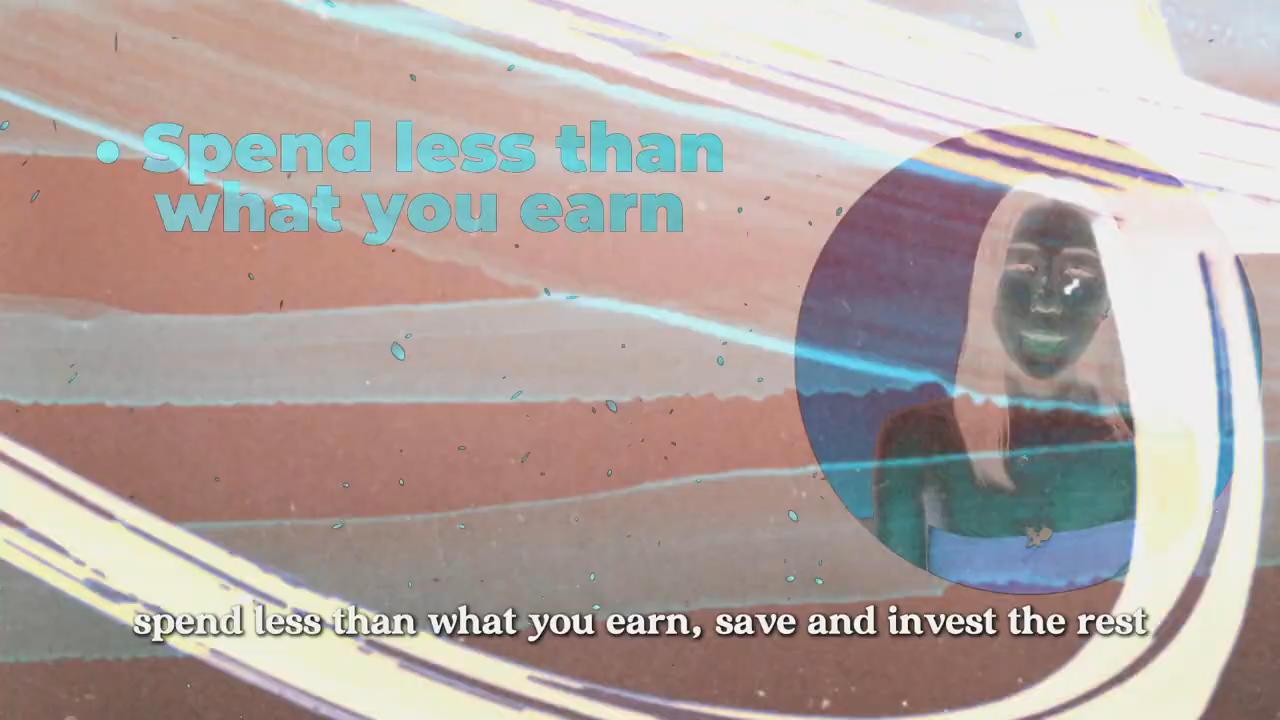 • Spend less than
what you earn
spend less than what you earn, save and invest the rest